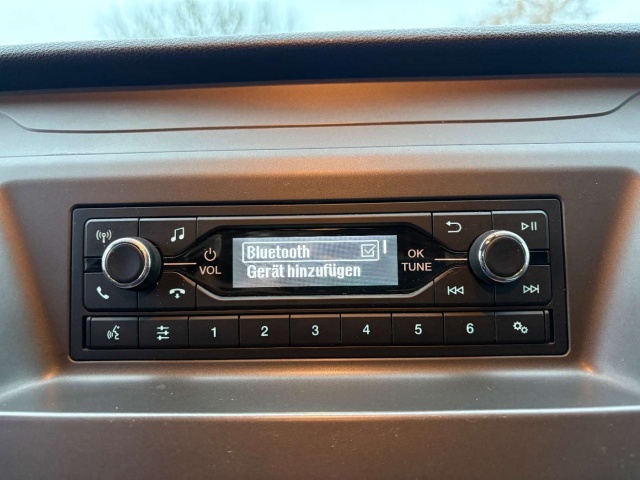 Bluetooth
Gerät hinzufügen
VOL
OK
TUNE
1 2 3 4 5 6